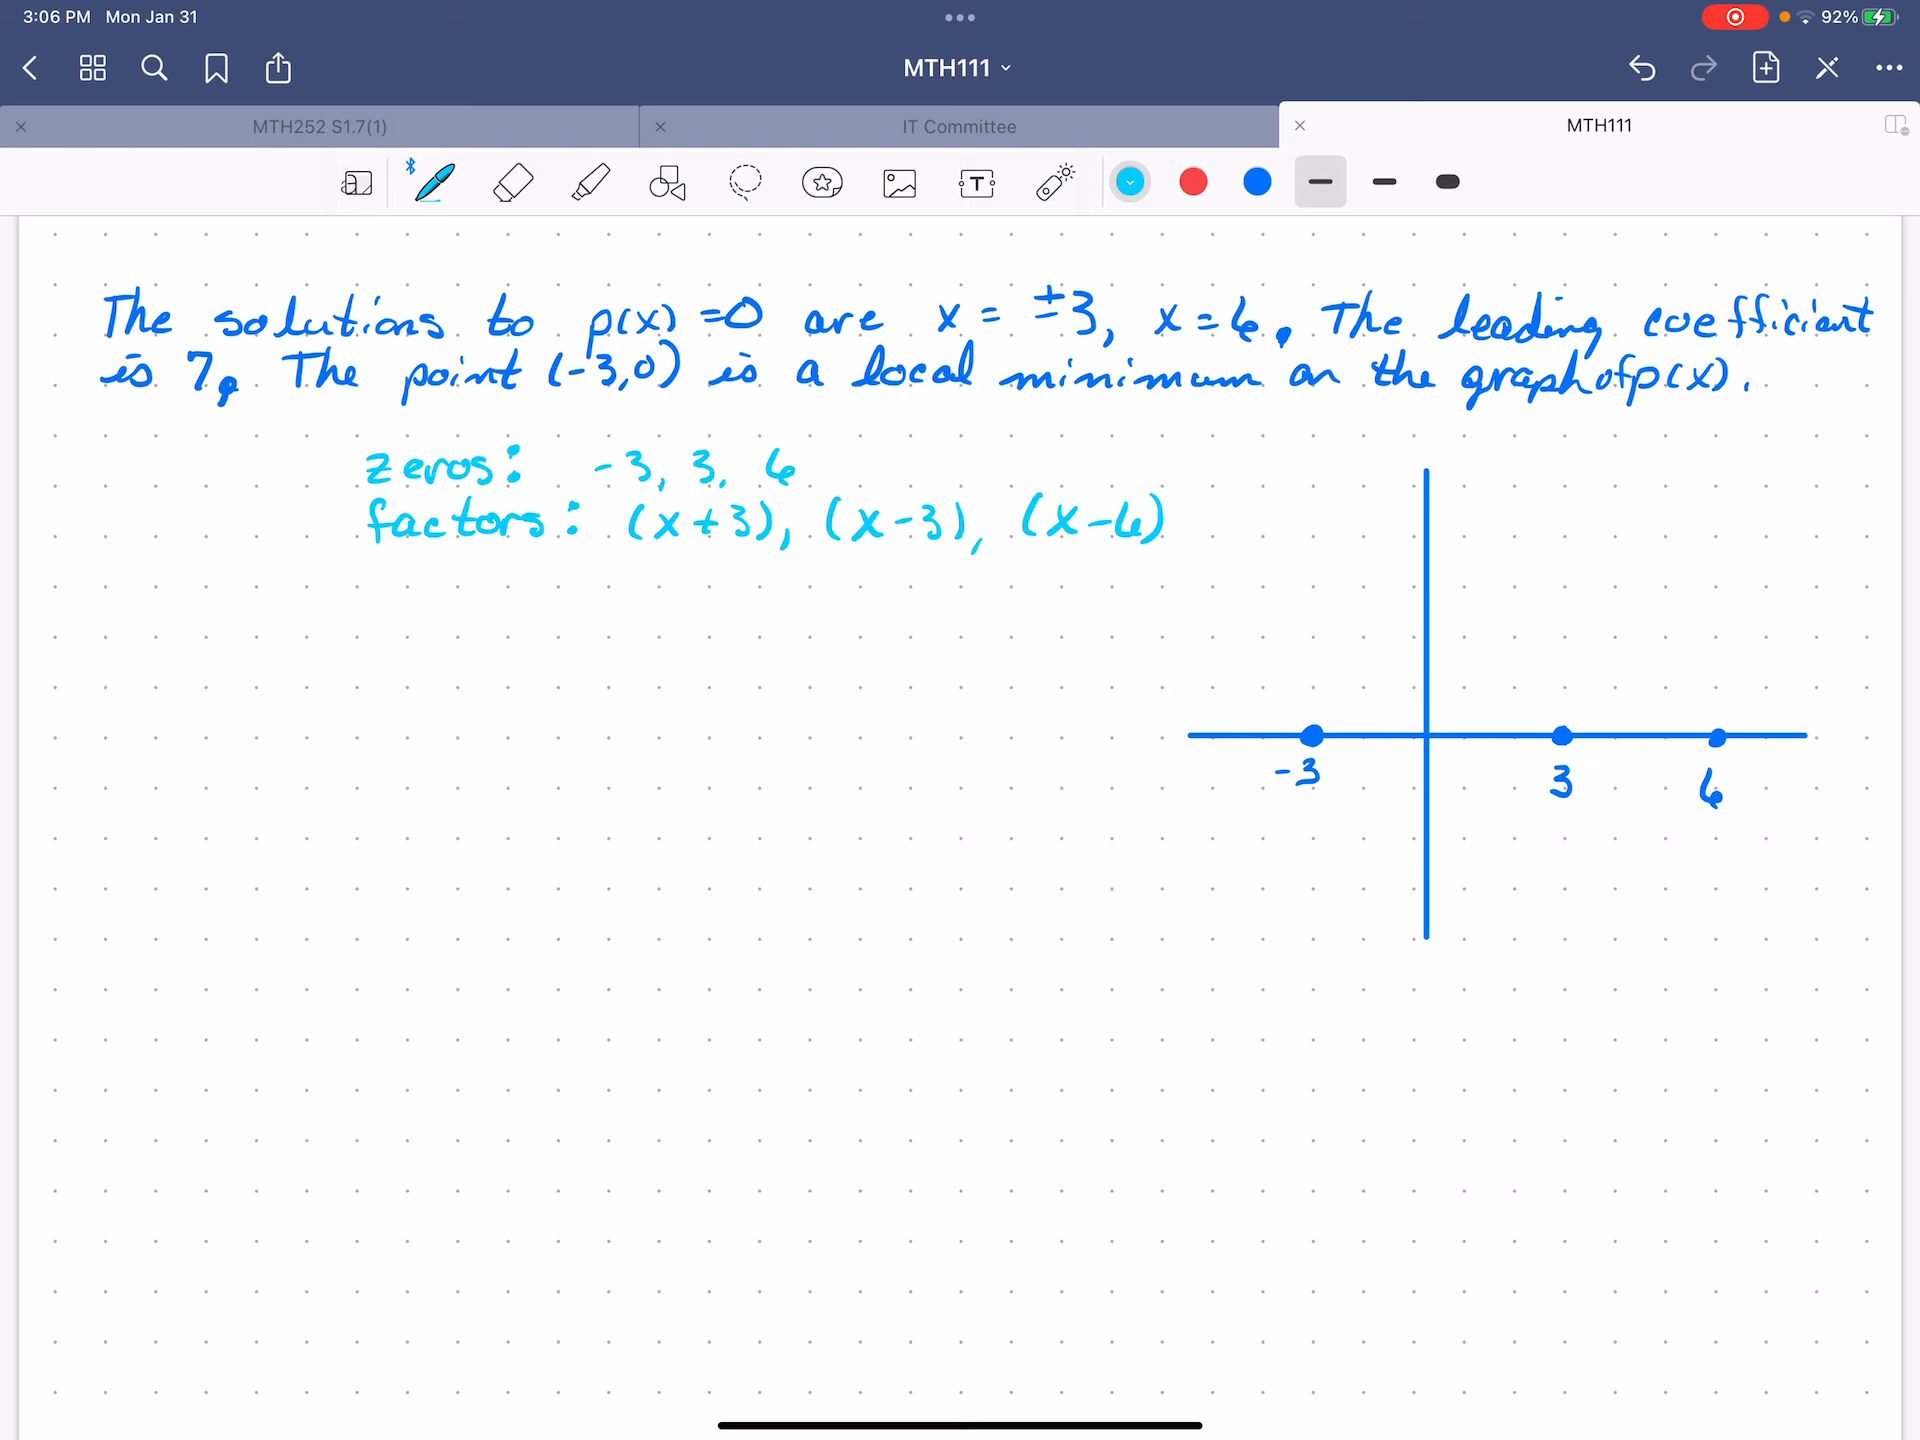 3:06 PM Mon Jan 31
92%
MTH111
MTH252 S1.7(1)
IT Committee
MTH111
T
The solutions to p(x) =0 are x = ±3, x = 6. The leading coefficient
is 7. The point (-3,0) is a local minimum on the graph of p(x).
zeros: -3, 3, 6
factors: (x+3), (x-3), (x-6)
-3 3 6